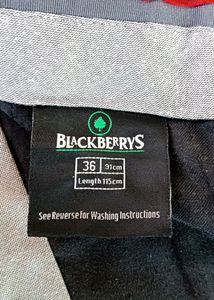 BLACKBERRYS
36 91cm
Length 115cm
See Reverse for Washing Instructions